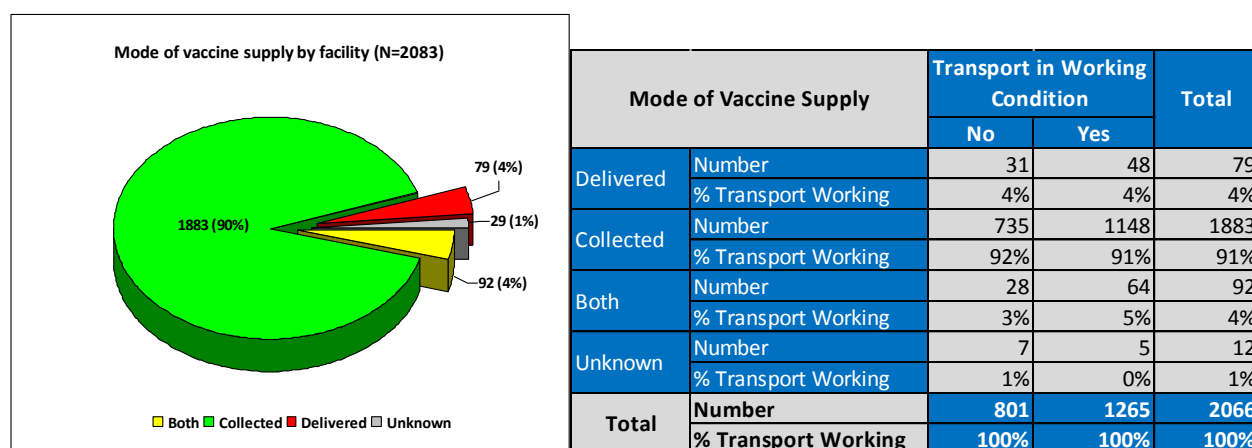 Mode of vaccine supply by facility (N=2083)
79 (4%)
1883 (90%)
29 (1%)
92 (4%)
Both Collected Delivered Unknown
Mode of Vaccine Supply Transport in Working Condition Total
No Yes
Delivered Number 31 48 79
% Transport Working 4% 4% 4%
Collected Number 735 1148 1883
% Transport Working 92% 91% 91%
Both Number 28 64 92
% Transport Working 3% 5% 4%
Unknown Number 7 5 12
% Transport Working 1% 0% 1%
Total Number 801 1265 2066
% Transport Working 100% 100% 100%